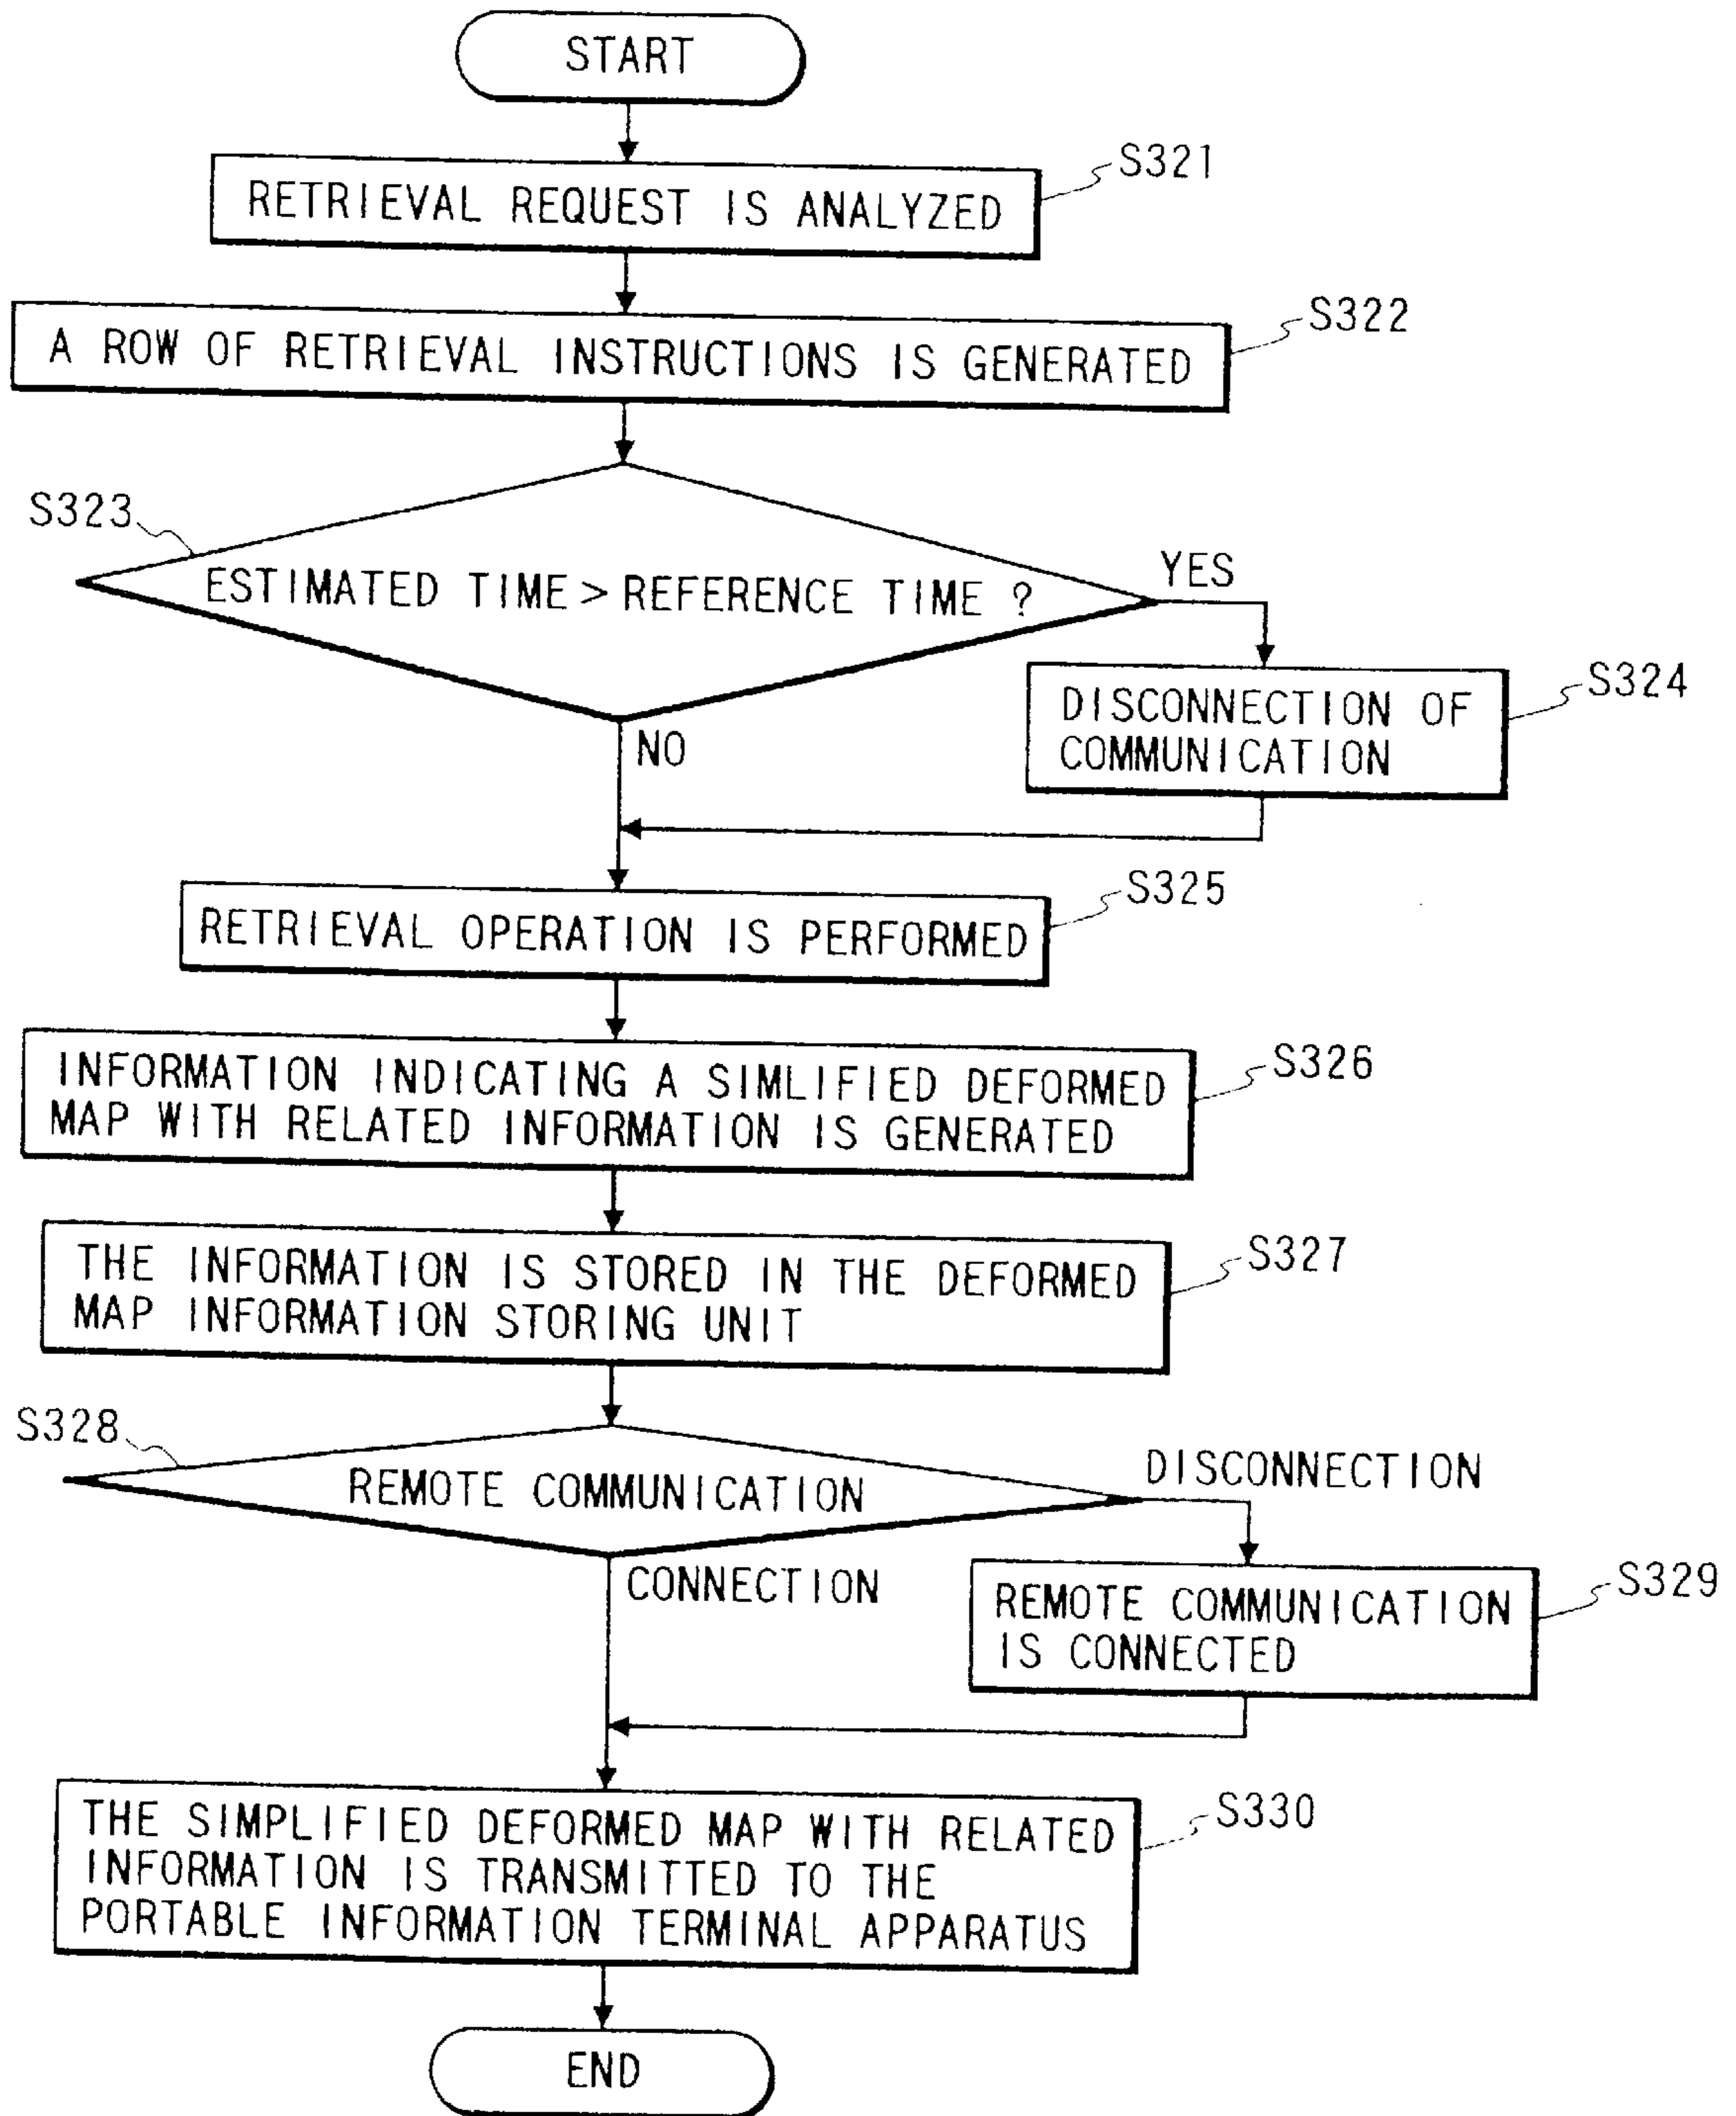 START
S321
RETRIEVAL REQUEST IS ANALYZED
S322
A ROW OF RETRIEVAL INSTRUCTIONS IS GENERATED
S323
ESTIMATED TIME > REFERENCE TIME ?
YES
S324
DISCONNECTION OF
COMMUNICATION
NO
S325
RETRIEVAL OPERATION IS PERFORMED
S326
INFORMATION INDICATING A SIMLIFIED DEFORMED
MAP WITH RELATED INFORMATION IS GENERATED
S327
THE INFORMATION IS STORED IN THE DEFORMED
MAP INFORMATION STORING UNIT
S328
REMOTE COMMUNICATION
DISCONNECTION
CONNECTION
S329
REMOTE COMMUNICATION
IS CONNECTED
S330
THE SIMPLIFIED DEFORMED MAP WITH RELATED
INFORMATION IS TRANSMITTED TO THE
PORTABLE INFORMATION TERMINAL APPARATUS
END